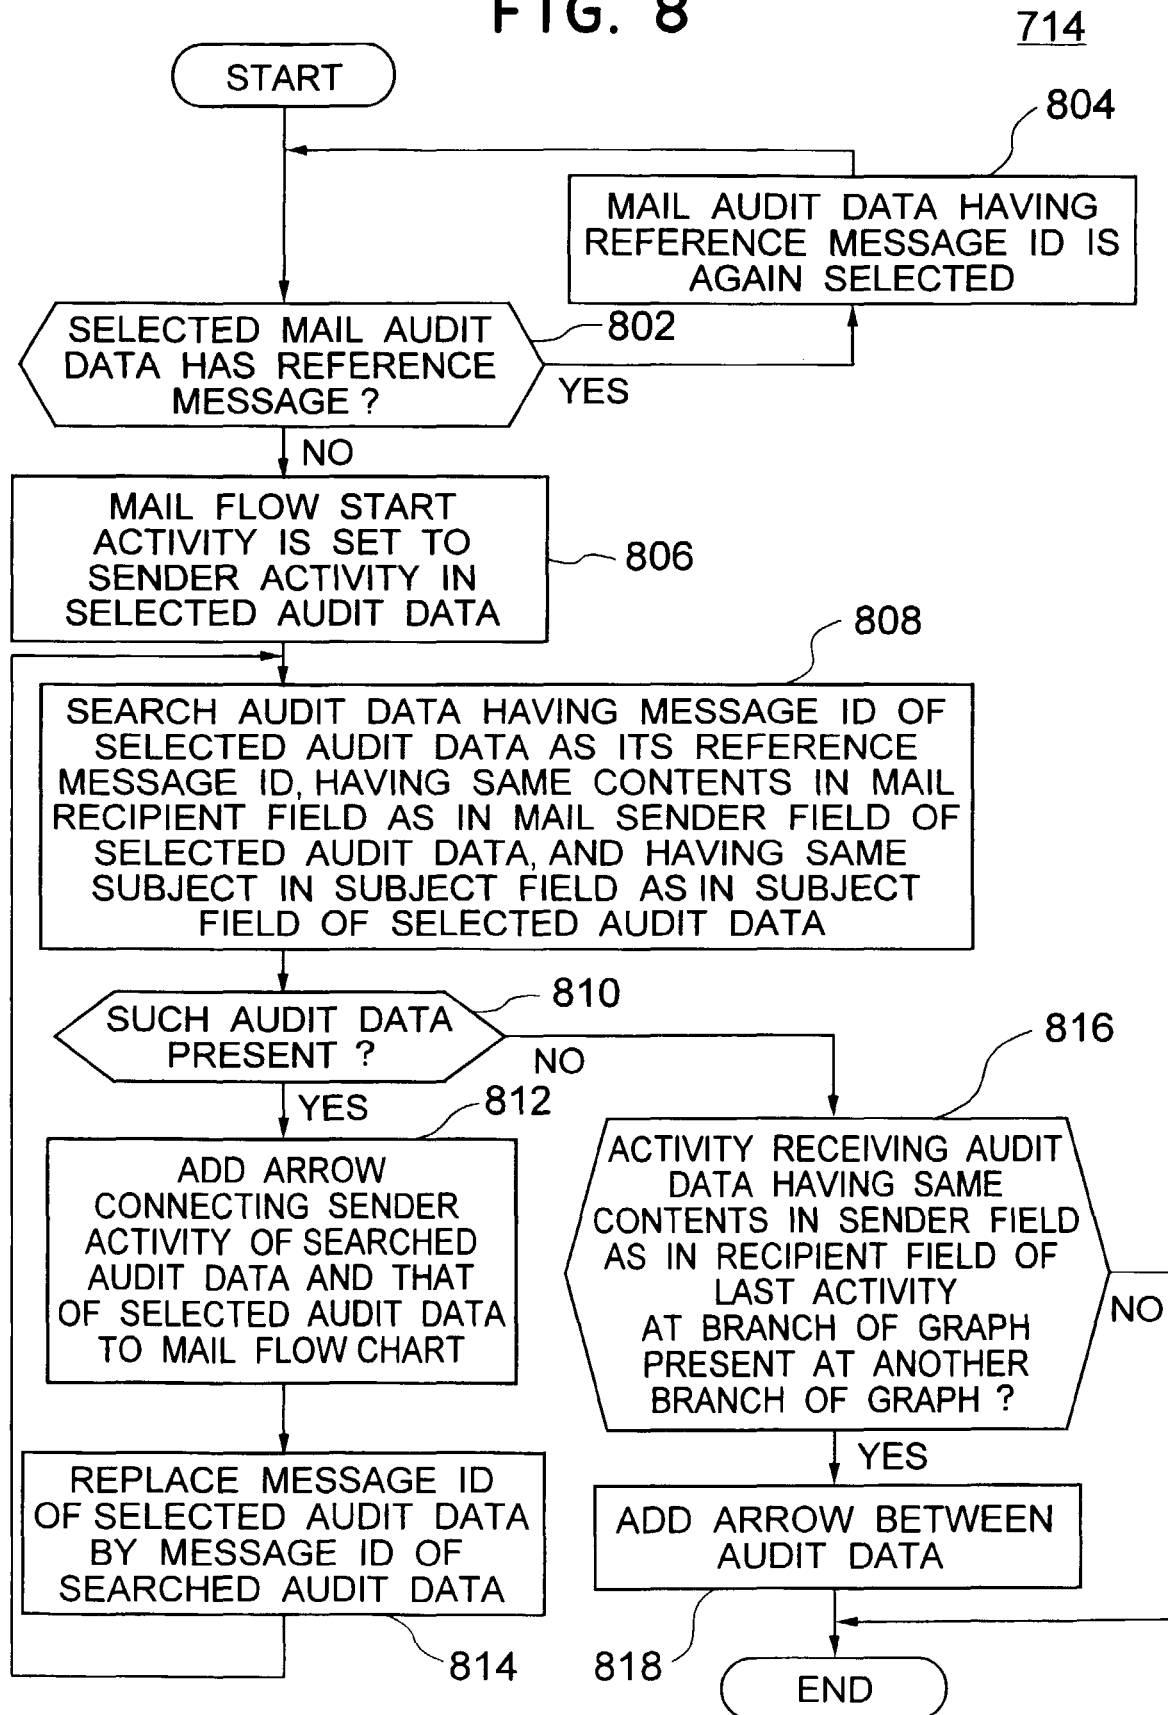 FIG. 8
714
START
804
MAIL AUDIT DATA HAVING
REFERENCE MESSAGE ID IS
AGAIN SELECTED
SELECTED MAIL AUDIT
DATA HAS REFERENCE
MESSAGE ?
802
YES
NO
MAIL FLOW START
ACTIVITY IS SET TO
SENDER ACTIVITY IN
SELECTED AUDIT DATA
806
808
SEARCH AUDIT DATA HAVING MESSAGE ID OF
SELECTED AUDIT DATA AS ITS REFERENCE
MESSAGE ID, HAVING SAME CONTENTS IN MAIL
RECIPIENT FIELD AS IN MAIL SENDER FIELD OF
SELECTED AUDIT DATA, AND HAVING SAME
SUBJECT IN SUBJECT FIELD AS IN SUBJECT
FIELD OF SELECTED AUDIT DATA
SUCH AUDIT DATA
PRESENT ?
810
NO
YES
812
ADD ARROW
CONNECTING SENDER
ACTIVITY OF SEARCHED
AUDIT DATA AND THAT
OF SELECTED AUDIT DATA
TO MAIL FLOW CHART
816
ACTIVITY RECEIVING AUDIT
DATA HAVING SAME
CONTENTS IN SENDER FIELD
AS IN RECIPIENT FIELD OF
LAST ACTIVITY
AT BRANCH OF GRAPH
PRESENT AT ANOTHER
BRANCH OF GRAPH ?
NO
YES
REPLACE MESSAGE ID
OF SELECTED AUDIT DATA
BY MESSAGE ID OF
SEARCHED AUDIT DATA
814
ADD ARROW BETWEEN
AUDIT DATA
818
END